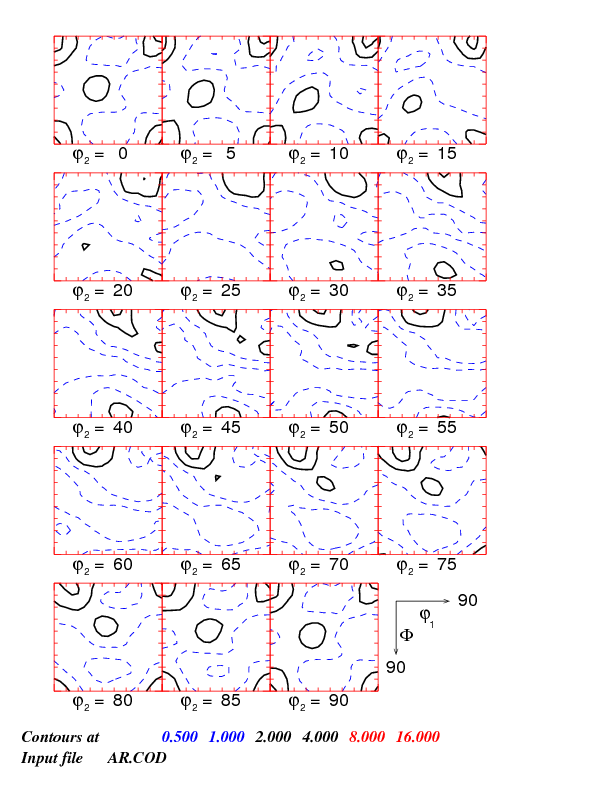 φ₂ = 0 φ₂ = 5 φ₂ = 10 φ₂ = 15
φ₂ = 20 φ₂ = 25 φ₂ = 30 φ₂ = 35
φ₂ = 40 φ₂ = 45 φ₂ = 50 φ₂ = 55
φ₂ = 60 φ₂ = 65 φ₂ = 70 φ₂ = 75
90
φ₁
Φ
90
φ₂ = 80 φ₂ = 85 φ₂ = 90
Contours at 0.500 1.000 2.000 4.000 8.000 16.000
Input file AR.COD